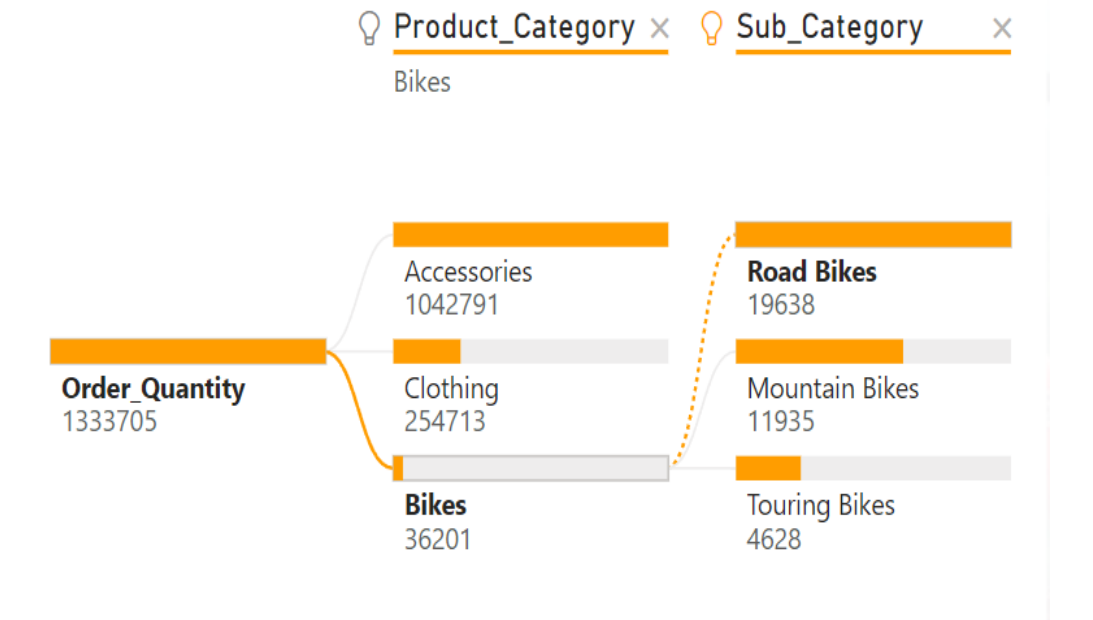 Product_Category
Sub_Category
Bikes
Order_Quantity
1333705
Accessories
1042791
Clothing
254713
Bikes
36201
Road Bikes
19638
Mountain Bikes
11935
Touring Bikes
4628